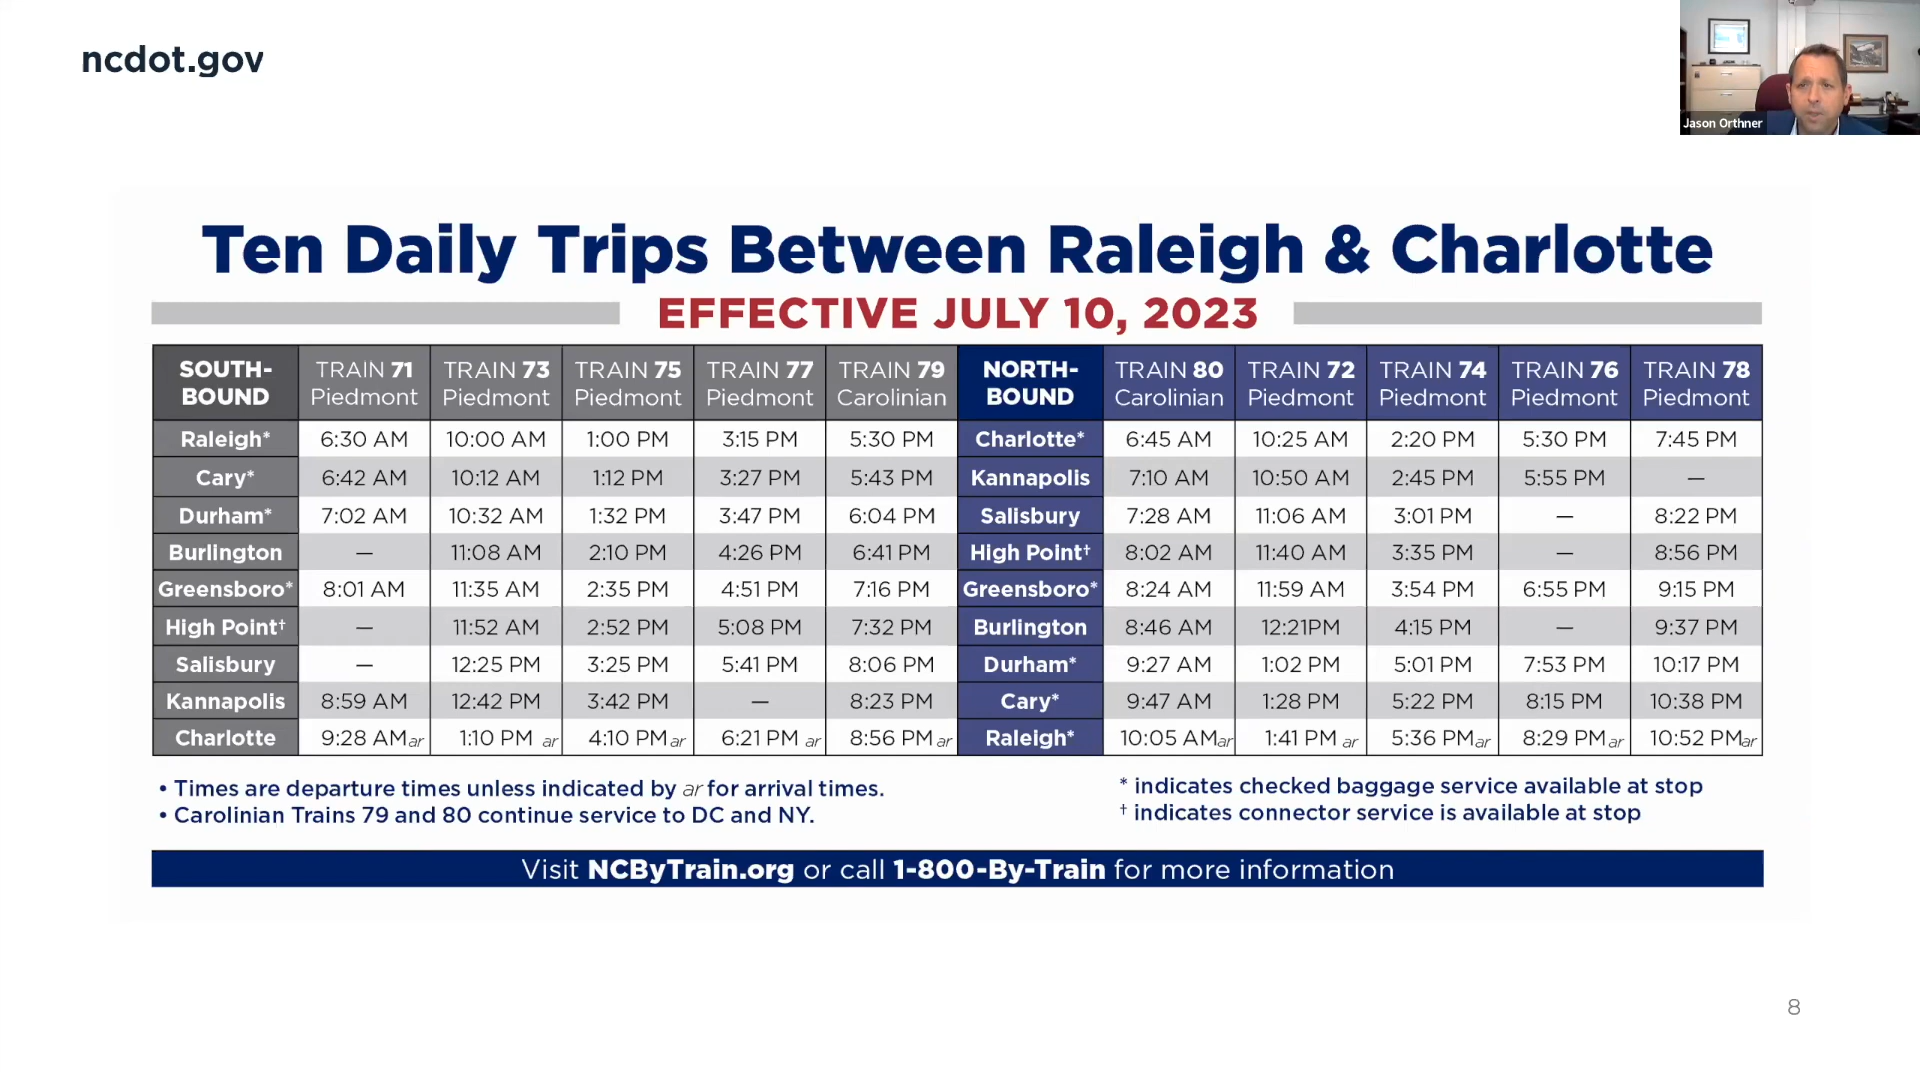 ncdot.gov
Jason Orthner
Ten Daily Trips Between Raleigh & Charlotte
EFFECTIVE JULY 10, 2023
SOUTH-BOUND TRAIN 71 Piedmont TRAIN 73 Piedmont TRAIN 75 Piedmont TRAIN 77 Piedmont TRAIN 79 Carolinian NORTH-BOUND TRAIN 80 Carolinian TRAIN 72 Piedmont TRAIN 74 Piedmont TRAIN 76 Piedmont TRAIN 78 Piedmont
Raleigh* 6:30 AM 10:00 AM 1:00 PM 3:15 PM 5:30 PM Charlotte* 6:45 AM 10:25 AM 2:20 PM 5:30 PM 7:45 PM
Cary* 6:42 AM 10:12 AM 1:12 PM 3:27 PM 5:43 PM Kannapolis 7:10 AM 10:50 AM 2:45 PM 5:55 PM —
Durham* 7:02 AM 10:32 AM 1:32 PM 3:47 PM 6:04 PM Salisbury 7:28 AM 11:06 AM 3:01 PM — 8:22 PM
Burlington — 11:08 AM 2:10 PM 4:26 PM 6:41 PM High Point† 8:02 AM 11:40 AM 3:35 PM — 8:56 PM
Greensboro* 8:01 AM 11:35 AM 2:35 PM 4:51 PM 7:16 PM Greensboro* 8:24 AM 11:59 AM 3:54 PM 6:55 PM 9:15 PM
High Point† — 11:52 AM 2:52 PM 5:08 PM 7:32 PM Burlington 8:46 AM 12:21PM 4:15 PM — 9:37 PM
Salisbury — 12:25 PM 3:25 PM 5:41 PM 8:06 PM Durham* 9:27 AM 1:02 PM 5:01 PM 7:53 PM 10:17 PM
Kannapolis 8:59 AM 12:42 PM 3:42 PM — 8:23 PM Cary* 9:47 AM 1:28 PM 5:22 PM 8:15 PM 10:38 PM
Charlotte 9:28 AM ar 1:10 PM ar 4:10 PM ar 6:21 PM ar 8:56 PM ar Raleigh* 10:05 AM ar 1:41 PM ar 5:36 PM ar 8:29 PM ar 10:52 PM ar
• Times are departure times unless indicated by ar for arrival times.
• Carolinian Trains 79 and 80 continue service to DC and NY.
* indicates checked baggage service available at stop
† indicates connector service is available at stop
Visit NCByTrain.org or call 1-800-By-Train for more information
8